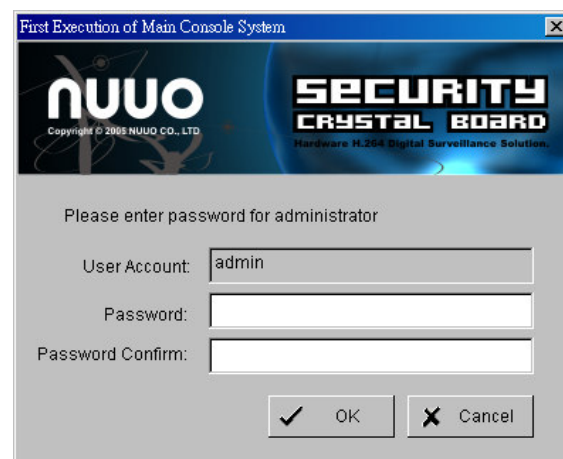 First Execution of Main Console System
NUUO
Copyright © 2005 NUUO CO., LTD
SECURITY
CRYSTAL BOARD
Hardware H.264 Digital Surveillance Solution.
Please enter password for administrator
User Account:
admin
Password:
Password Confirm:
OK
Cancel